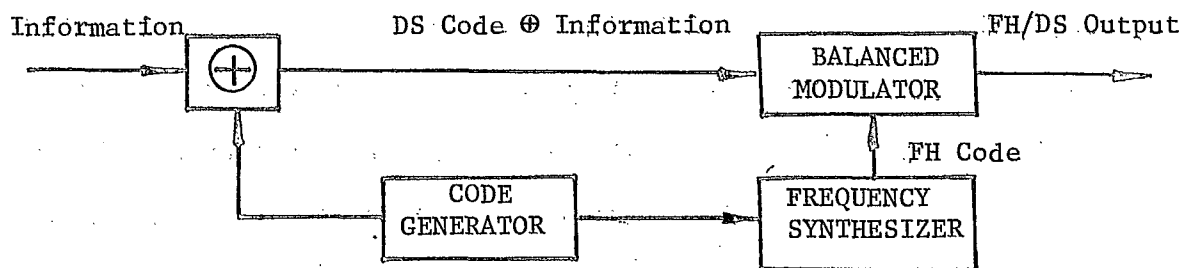 Information
DS Code ⊕ Information
FH/DS Output
BALANCED
MODULATOR
FH Code
CODE
GENERATOR
FREQUENCY
SYNTHESIZER